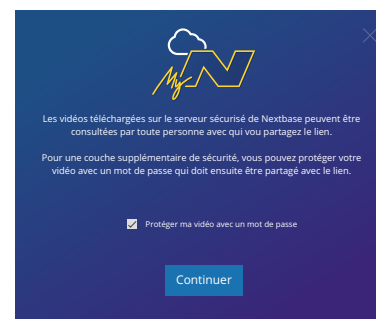 My N
Les vidéos téléchargées sur le serveur sécurisé de Nextbase peuvent être
consultées par toute personne avec qui vou partagez le lien.
Pour une couche supplémentaire de sécurité, vous pouvez protéger votre
vidéo avec un mot de passe qui doit ensuite être partagé avec le lien.
Protéger ma vidéo avec un mot de passe
Continuer